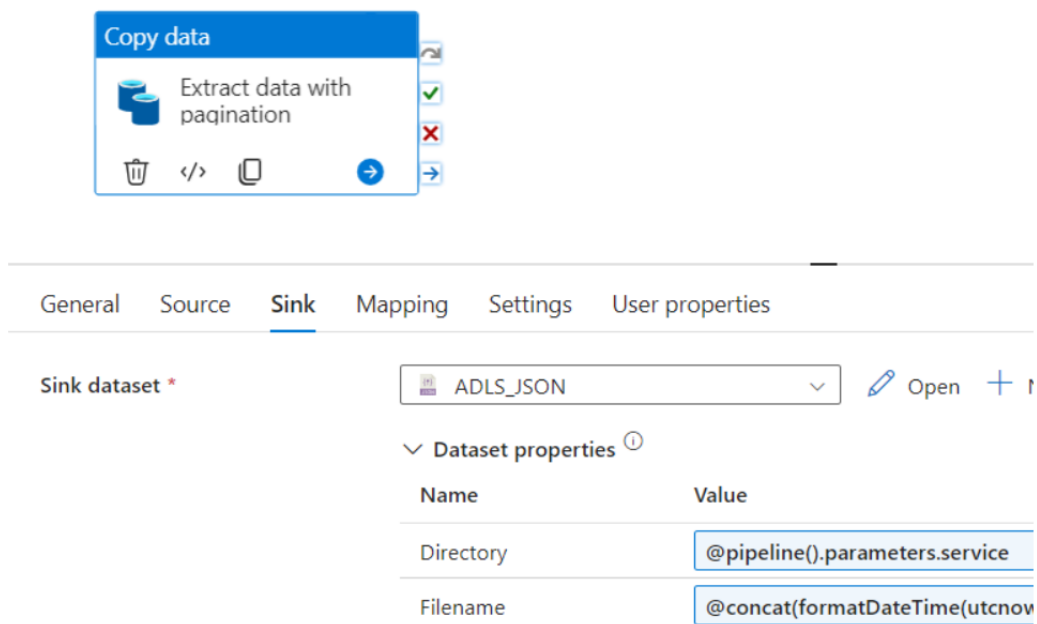 Copy data
Extract data with
pagination
</>
General Source Sink Mapping Settings User properties
Sink dataset *
ADLS_JSON
Open
Dataset properties
Name Value
Directory @pipeline().parameters.service
Filename @concat(formatDateTime(utcnow